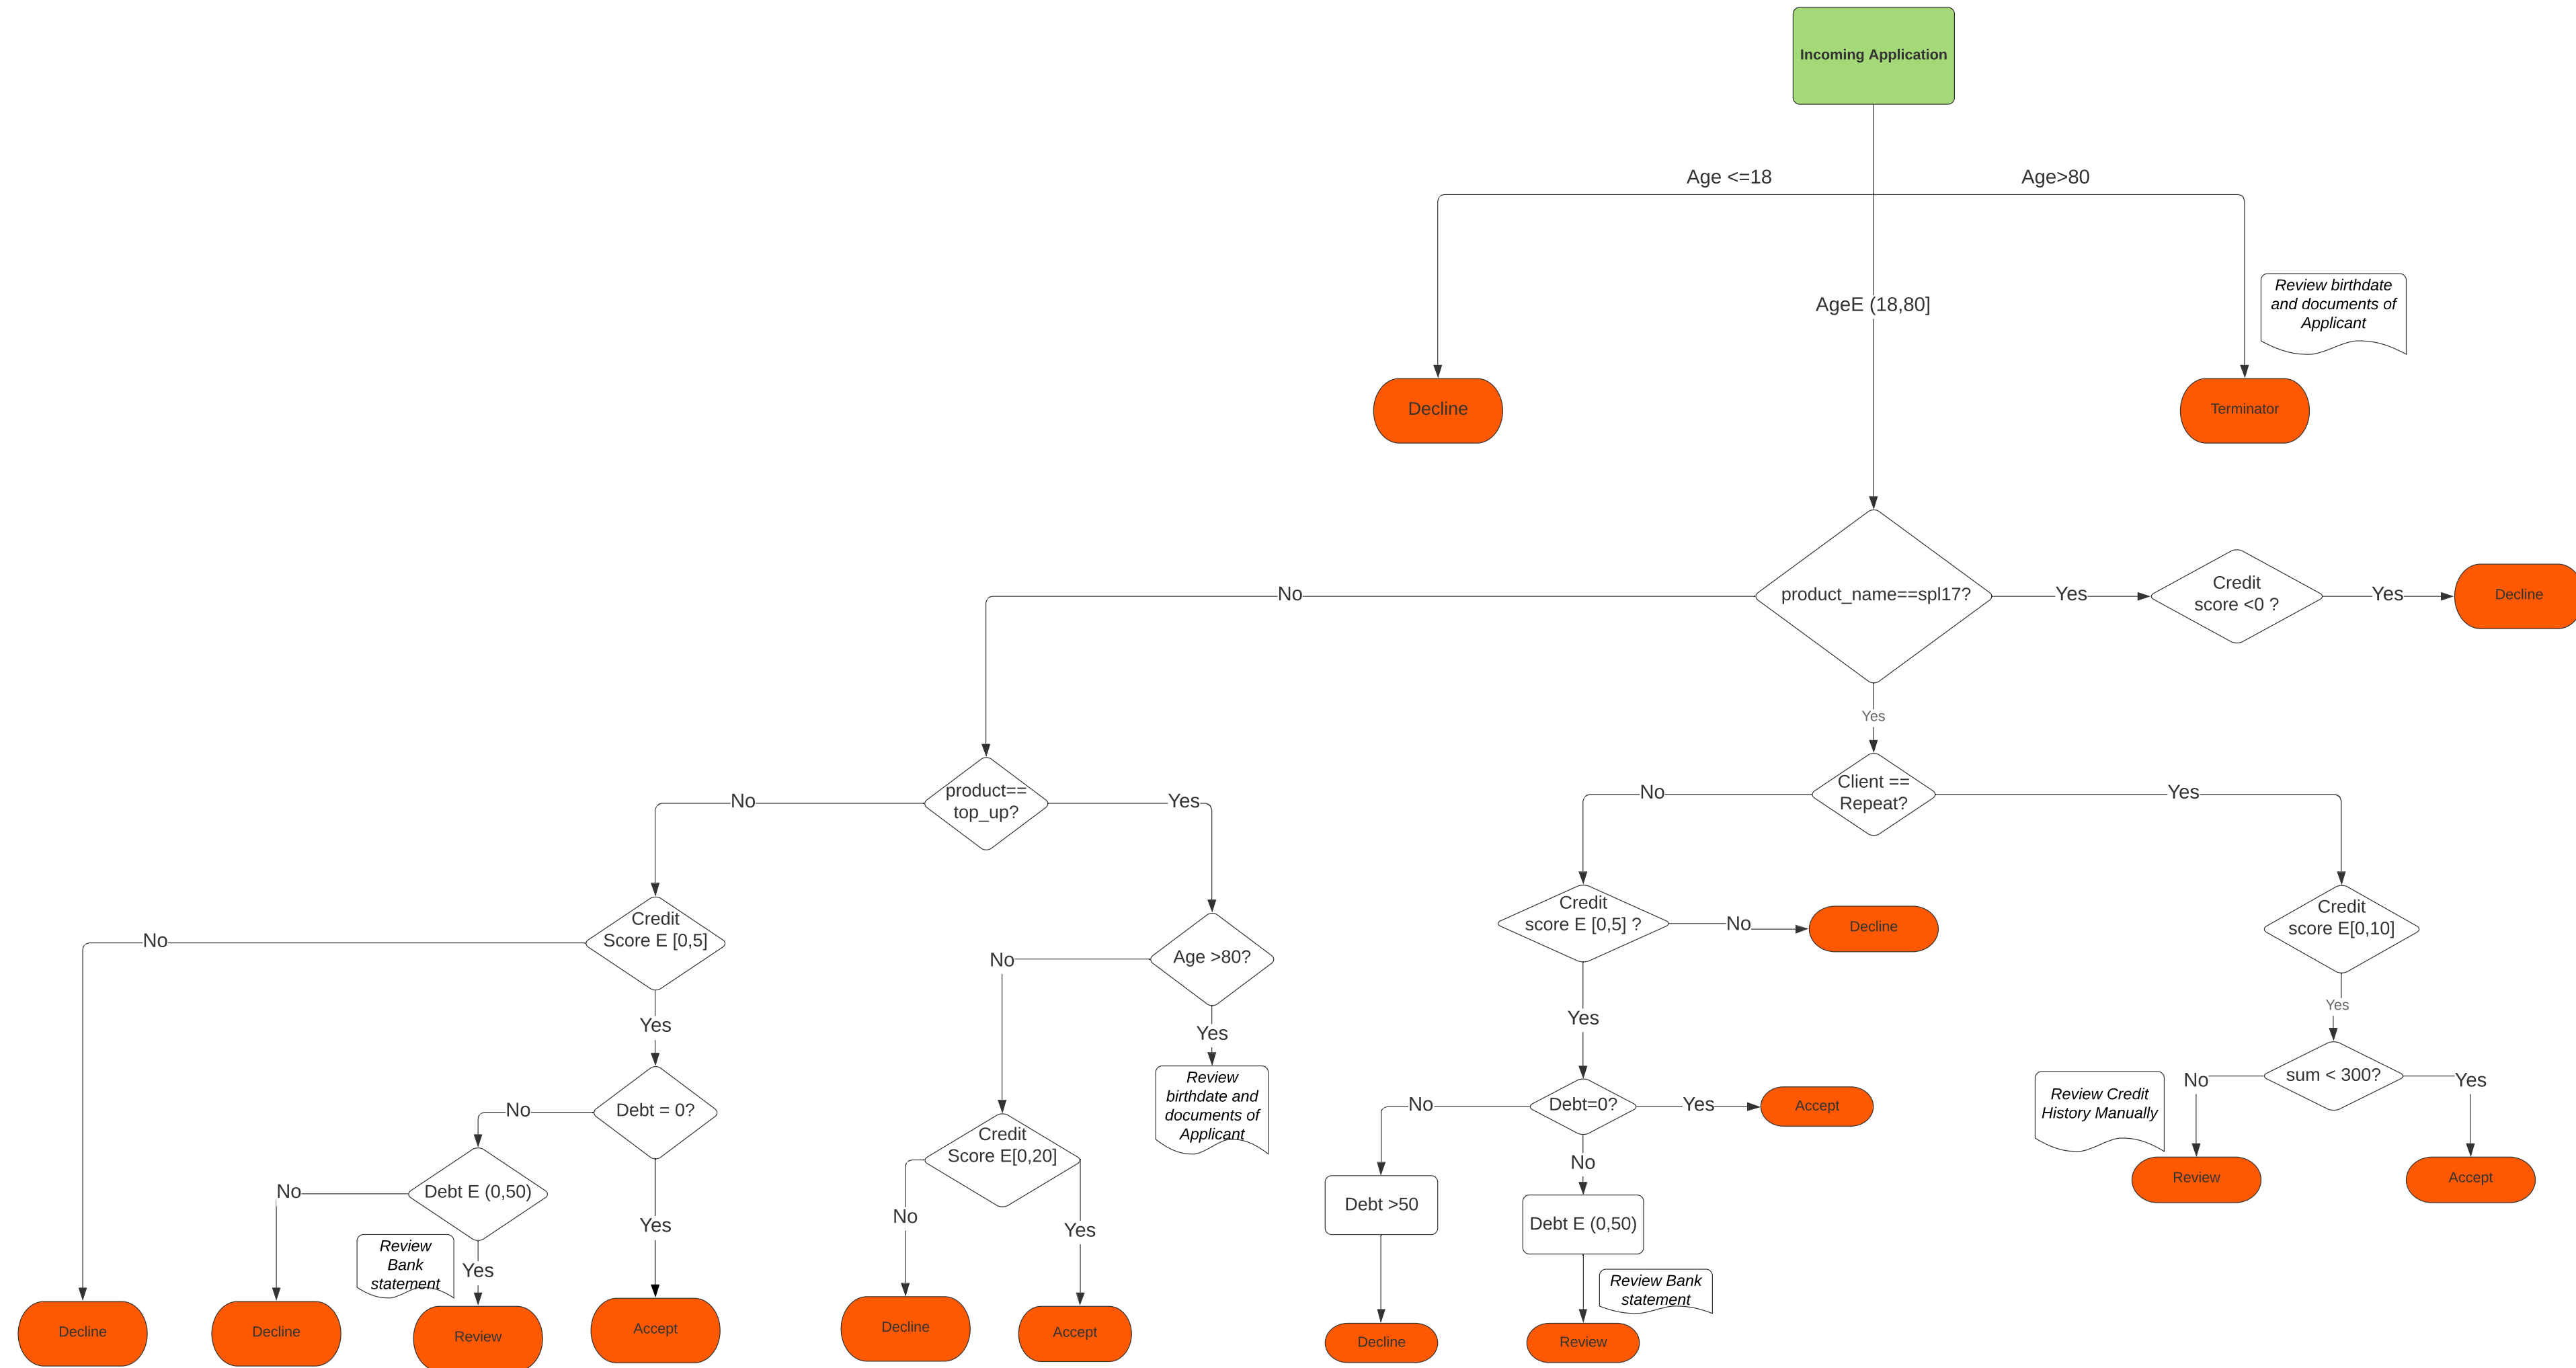 Incoming Application
Age <=18
Age>80
Review birthdate
and documents of
Applicant
AgeE (18,80]
Decline
Terminator
No
product_name==spl17?
Yes
Credit
score <0 ?
Yes
Decline
Yes
No
product==
top_up?
Yes
No
Client ==
Repeat?
Yes
No
Credit
Score E [0,5]
No
Age >80?
Credit
score E [0,5] ?
No
Decline
Credit
score E[0,10]
Yes
Yes
Yes
Yes
No
Debt = 0?
Review
birthdate and
documents of
Applicant
No
Debt=0?
Yes
Accept
Review Credit
History Manually
No
sum < 300?
Yes
No
Debt E (0,50)
Credit
Score E[0,20]
No
Debt >50
Debt E (0,50)
Review
Accept
Review
Bank
statement
Yes
Yes
No
Yes
Review Bank
statement
Decline
Decline
Review
Accept
Decline
Accept
Decline
Review